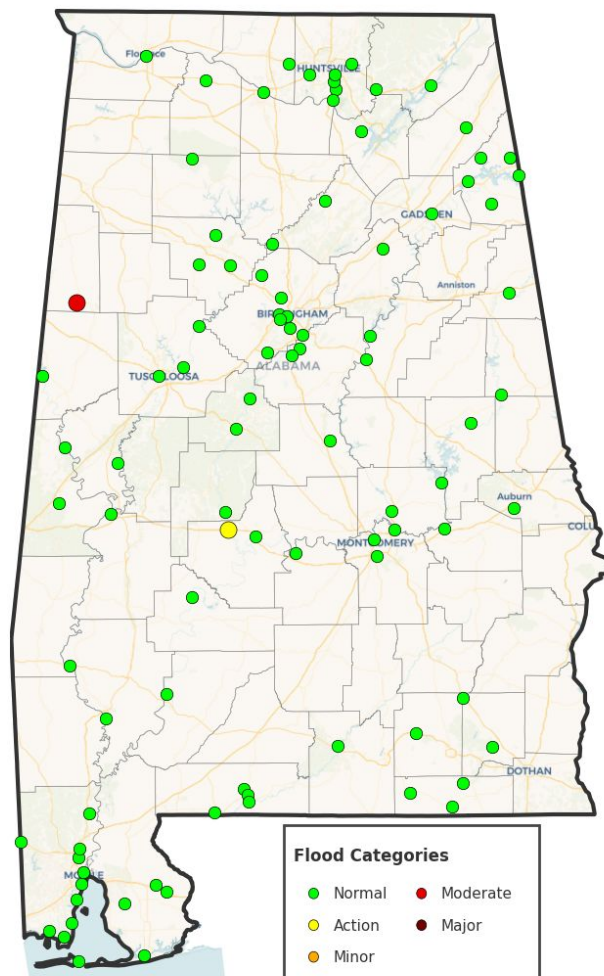 Florence
HUNTSVILLE
GADSDEN
Anniston
BIRMINGHAM
ALABAMA
TUSCALOOSA
Auburn
COLU
MONTGOMERY
DOTHAN
MOBILE
Flood Categories
Normal
Moderate
Action
Major
Minor